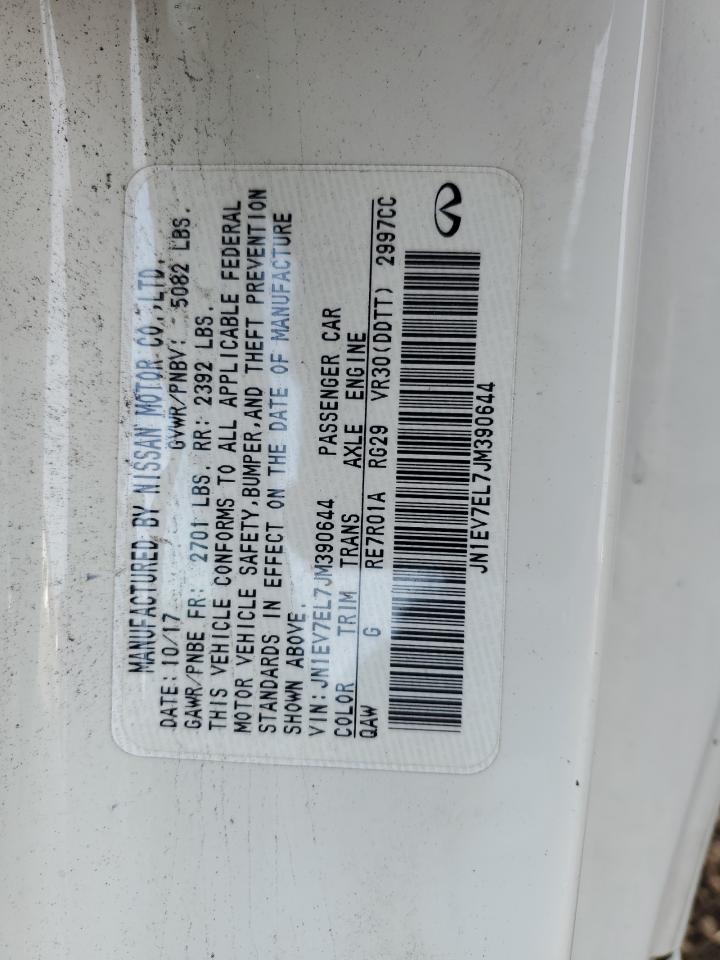 MANUFACTURED BY NISSAN MOTOR CO.,LTD.
DATE: 10/17 GVWR/PNBV: 5082 LBS.
GAWR/PNBE FR: 2701 LBS. RR: 2392 LBS.
THIS VEHICLE CONFORMS TO ALL APPLICABLE FEDERAL
MOTOR VEHICLE SAFETY,BUMPER,AND THEFT PREVENTION
STANDARDS IN EFFECT ON THE DATE OF MANUFACTURE
SHOWN ABOVE.
VIN:JN1EV7EL7JM390644 PASSENGER CAR
COLOR TRIM TRANS AXLE ENGINE
QAW G RE7R01A RG29 VR30(DDTT) 2997CC
JN1EV7EL7JM390644